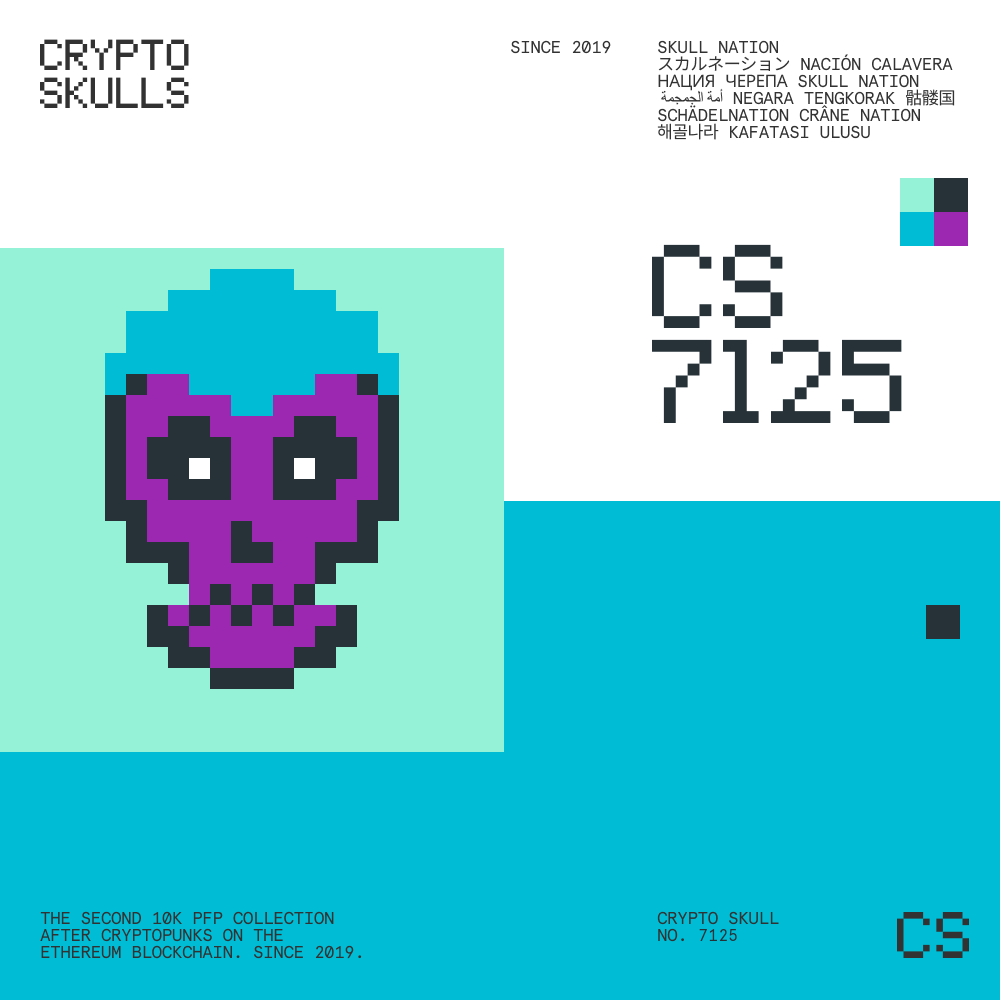 CRYPTO
SKULLS
SINCE 2019
SKULL NATION
スカルネーション NACIÓN CALAVERA
НАЦИЯ ЧЕРЕПА SKULL NATION
أمة الجمجمة NEGARA TENGKORAK 骷髅国
SCHÄDELNATION CRÂNE NATION
해골나라 KAFATASI ULUSU
CS
7125
THE SECOND 10K PFP COLLECTION
AFTER CRYPTOPUNKS ON THE
ETHEREUM BLOCKCHAIN. SINCE 2019.
CRYPTO SKULL
NO. 7125
CS